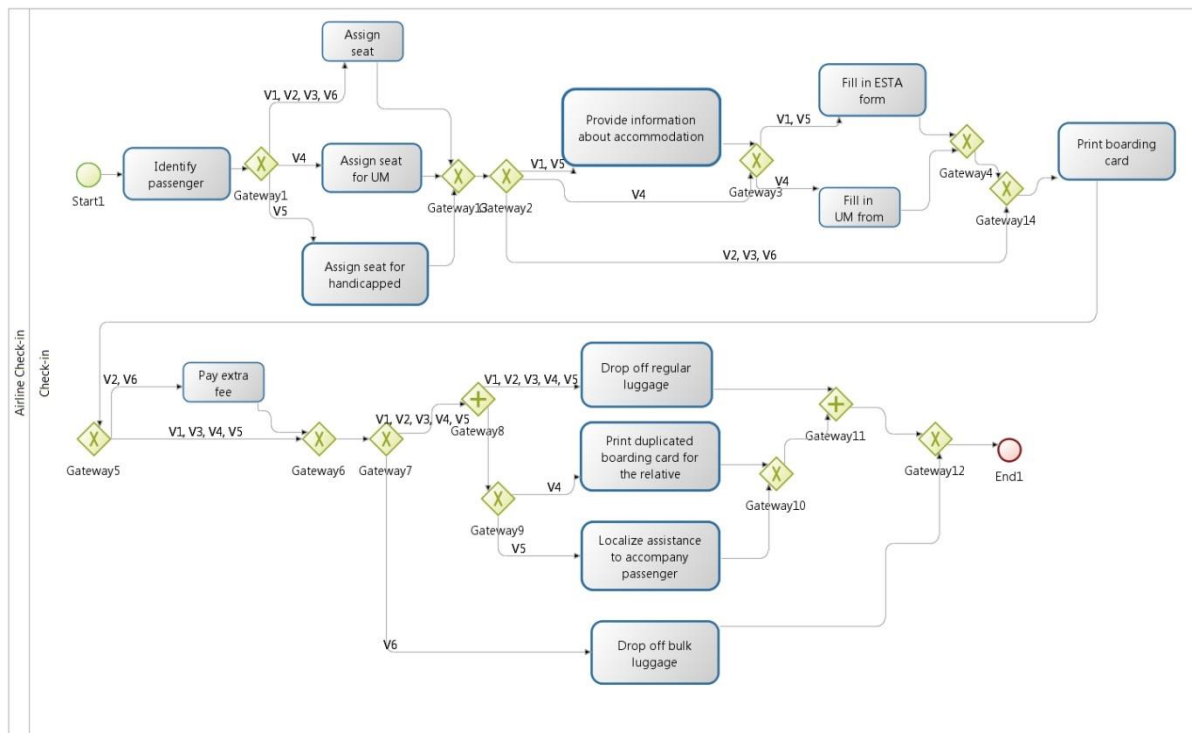 Airline Check-in
Check-in
Start1
Identify
passenger
Gateway1
V1, V2, V3, V6
V4
V5
Assign
seat
Assign seat
for UM
Assign seat for
handicapped
Gateway13
Gateway2
V1, V5
V4
V2, V3, V6
Provide information
about accommodation
Gateway3
V1, V5
V4
Fill in ESTA
form
Fill in
UM from
Gateway4
Gateway14
Print boarding
card
Gateway5
V2, V6
V1, V3, V4, V5
Pay extra
fee
Gateway6
Gateway7
V1, V2, V3, V4, V5
V6
Gateway8
V1, V2, V3, V4, V5
Gateway9
V4
V5
Drop off regular
luggage
Print duplicated
boarding card for
the relative
Localize assistance
to accompany
passenger
Drop off bulk
luggage
Gateway10
Gateway11
Gateway12
End1